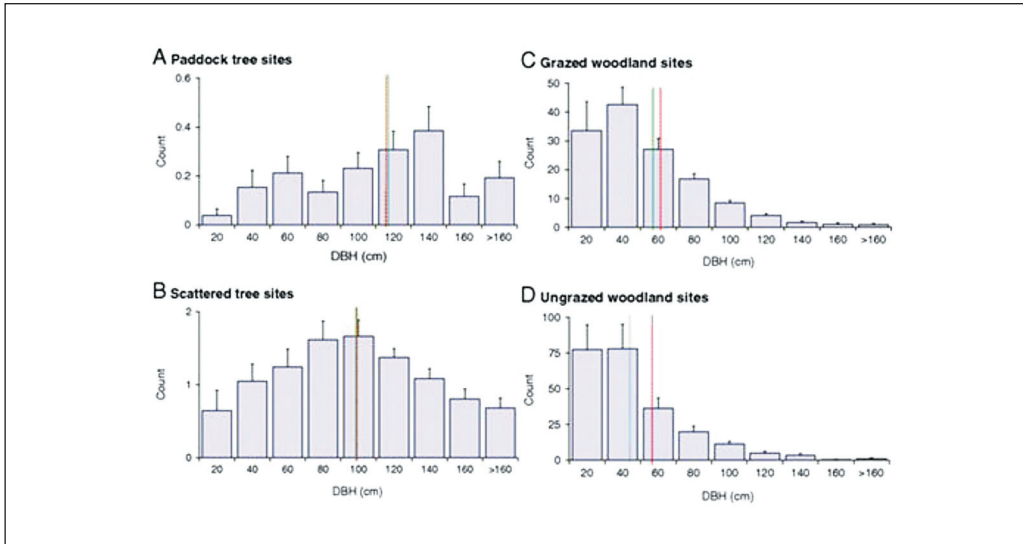 A Paddock tree sites
0.6
0.4
0.2
0
Count
20 40 60 80 100 120 140 160 >160
DBH (cm)
B Scattered tree sites
2
1
0
Count
20 40 60 80 100 120 140 160 >160
DBH (cm)
C Grazed woodland sites
50
40
30
20
10
0
Count
20 40 60 80 100 120 140 160 >160
DBH (cm)
D Ungrazed woodland sites
100
75
50
25
0
Count
20 40 60 80 100 120 140 160 >160
DBH (cm)